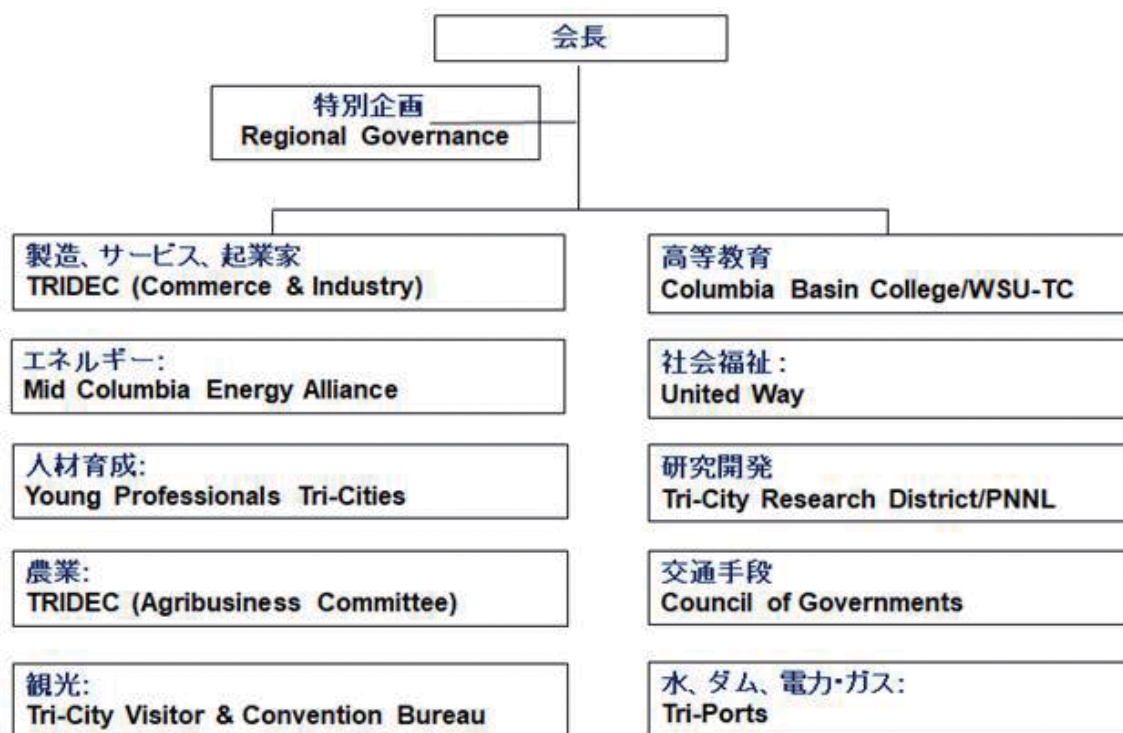 会長
特別企画
Regional Governance
製造、サービス、起業家
TRIDEC (Commerce & Industry)
エネルギー:
Mid Columbia Energy Alliance
人材育成:
Young Professionals Tri-Cities
農業:
TRIDEC (Agribusiness Committee)
観光:
Tri-City Visitor & Convention Bureau
高等教育
Columbia Basin College/WSU-TC
社会福祉:
United Way
研究開発
Tri-City Research District/PNNL
交通手段
Council of Governments
水、ダム、電力・ガス:
Tri-Ports